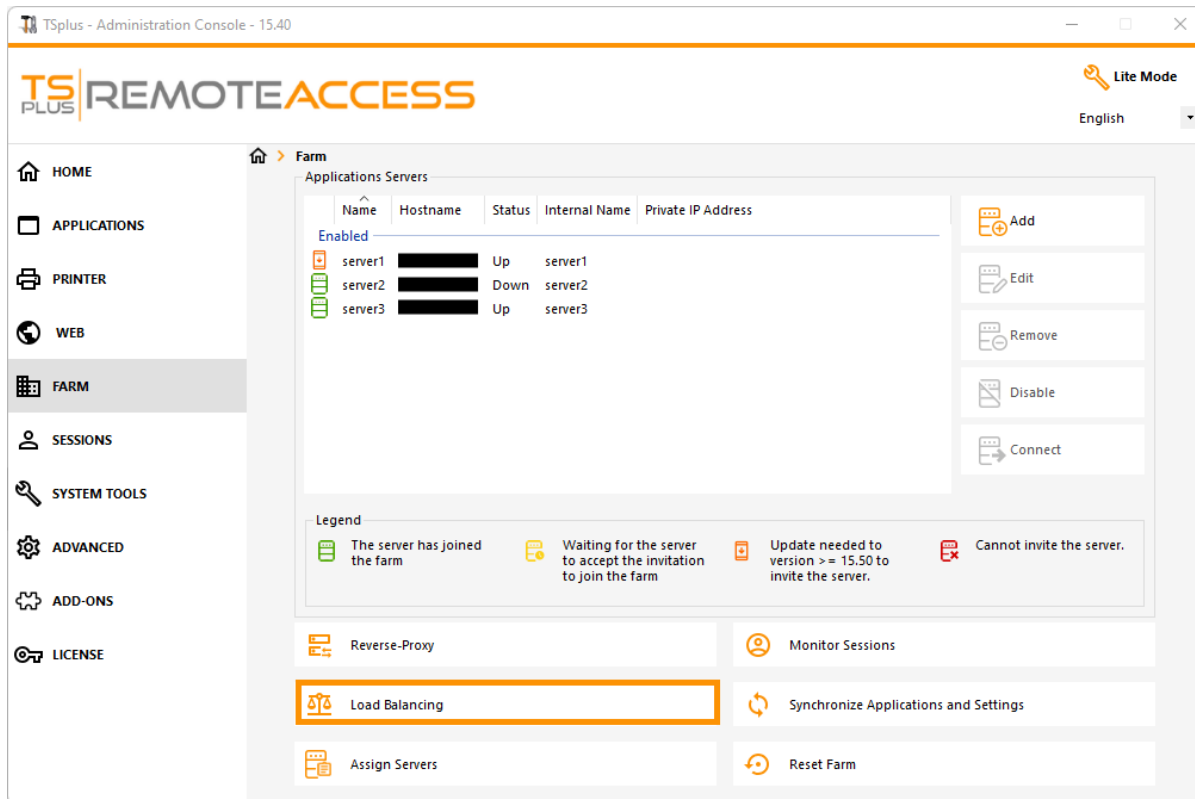 TSplus - Administration Console - 15.40
TS PLUS REMOTEACCESS
Lite Mode
English
HOME
APPLICATIONS
PRINTER
WEB
FARM
SESSIONS
SYSTEM TOOLS
ADVANCED
ADD-ONS
LICENSE
Farm
Applications Servers
Name Hostname Status Internal Name Private IP Address
Enabled
server1 Up server1
server2 Down server2
server3 Up server3
Add
Edit
Remove
Disable
Connect
Legend
The server has joined
the farm
Waiting for the server
to accept the invitation
to join the farm
Update needed to
version >= 15.50 to
invite the server.
Cannot invite the server.
Reverse-Proxy
Monitor Sessions
Load Balancing
Synchronize Applications and Settings
Assign Servers
Reset Farm